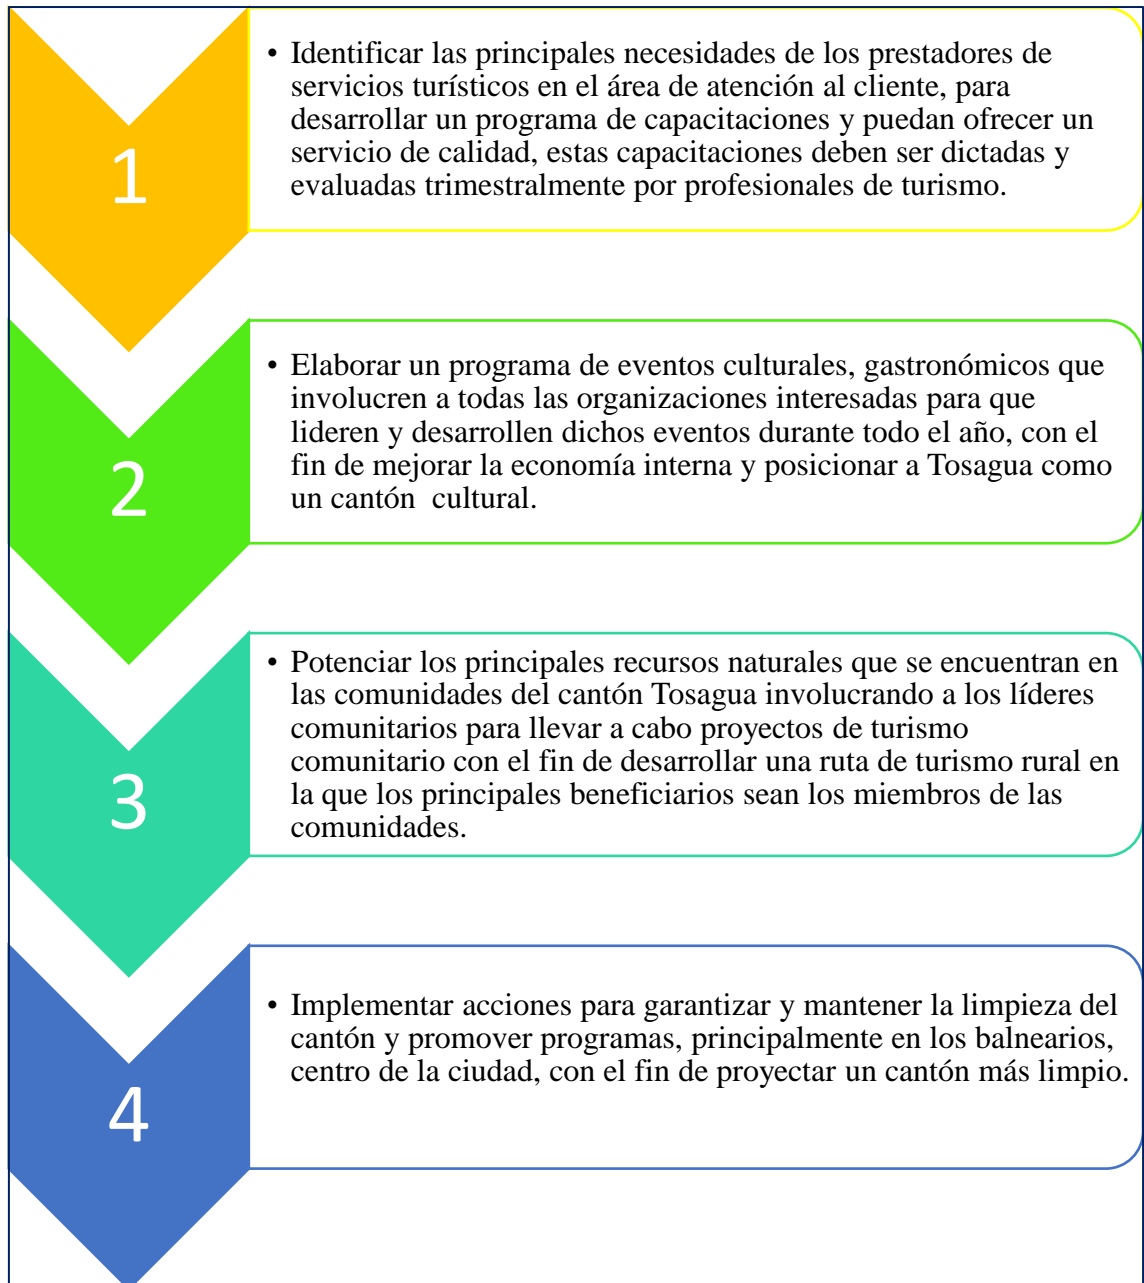 1
• Identificar las principales necesidades de los prestadores de
servicios turísticos en el área de atención al cliente, para
desarrollar un programa de capacitaciones y puedan ofrecer un
servicio de calidad, estas capacitaciones deben ser dictadas y
evaluadas trimestralmente por profesionales de turismo.
2
• Elaborar un programa de eventos culturales, gastronómicos que
involucren a todas las organizaciones interesadas para que
lideren y desarrollen dichos eventos durante todo el año, con el
fin de mejorar la economía interna y posicionar a Tosagua como
un cantón  cultural.
3
• Potenciar los principales recursos naturales que se encuentran en
las comunidades del cantón Tosagua involucrando a los líderes
comunitarios para llevar a cabo proyectos de turismo
comunitario con el fin de desarrollar una ruta de turismo rural en
la que los principales beneficiarios sean los miembros de las
comunidades.
4
• Implementar acciones para garantizar y mantener la limpieza del
cantón y promover programas, principalmente en los balnearios,
centro de la ciudad, con el fin de proyectar un cantón más limpio.